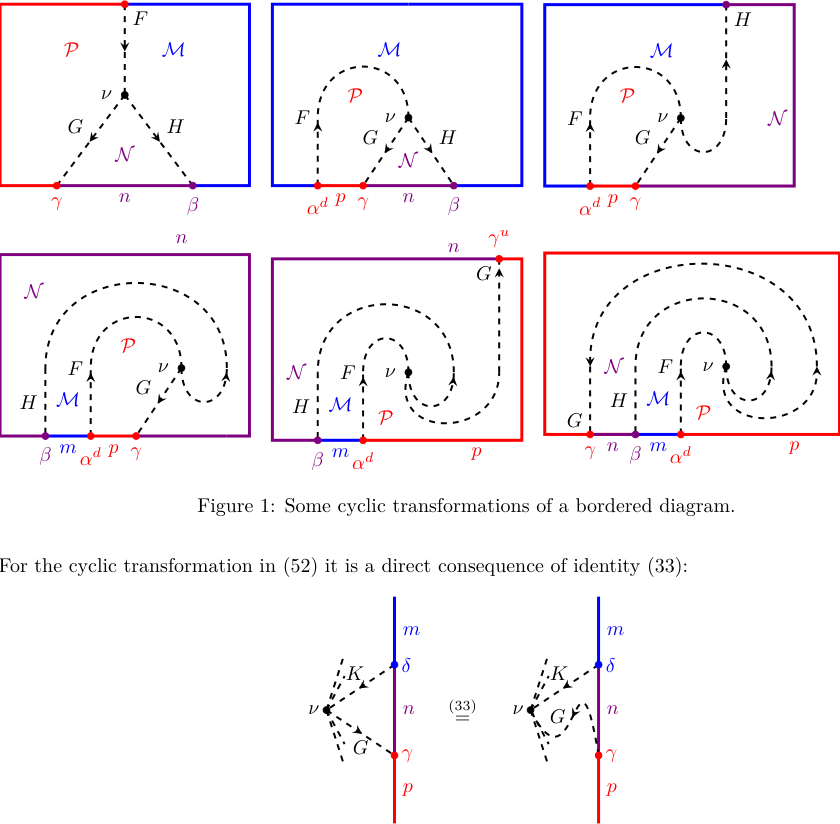 F
𝒫 ℳ
ν
G H
𝒩
γ n β
ℳ
𝒫
F ν
G H
𝒩
α^d p γ n β
H
ℳ
𝒫
F ν 𝒩
G
α^d p γ
n
𝒩
𝒫
F ν
G
H ℳ
β m α^d p γ
n γ^u
G
𝒩 F ν
H ℳ
𝒫
β m α^d p
𝒩 F ν
H ℳ
𝒫
G
γ n β m α^d p
Figure 1: Some cyclic transformations of a bordered diagram.
For the cyclic transformation in (52) it is a direct consequence of identity (33):
m
K δ
ν n
G γ
p
(33)
=
m
K δ
ν G n
γ
p